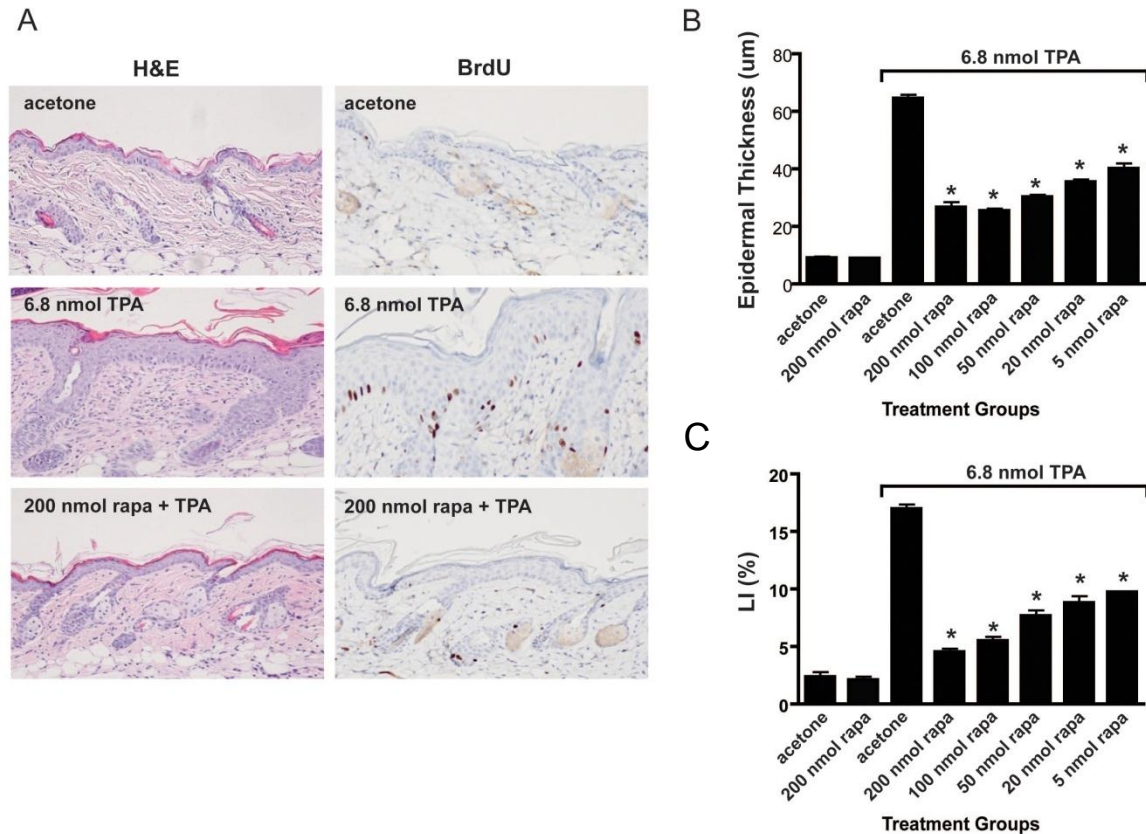 A
H&E
BrdU
acetone
6.8 nmol TPA
6.8 nmol TPA
200 nmol rapa + TPA
200 nmol rapa + TPA
B
6.8 nmol TPA
Epidermal Thickness (um)
80
60
40
20
0
* * * * *
acetone
200 nmol rapa
acetone
200 nmol rapa
100 nmol rapa
50 nmol rapa
20 nmol rapa
5 nmol rapa
Treatment Groups
C
6.8 nmol TPA
LI (%)
20
15
10
5
0
* * * * *
acetone
200 nmol rapa
acetone
200 nmol rapa
100 nmol rapa
50 nmol rapa
20 nmol rapa
5 nmol rapa
Treatment Groups